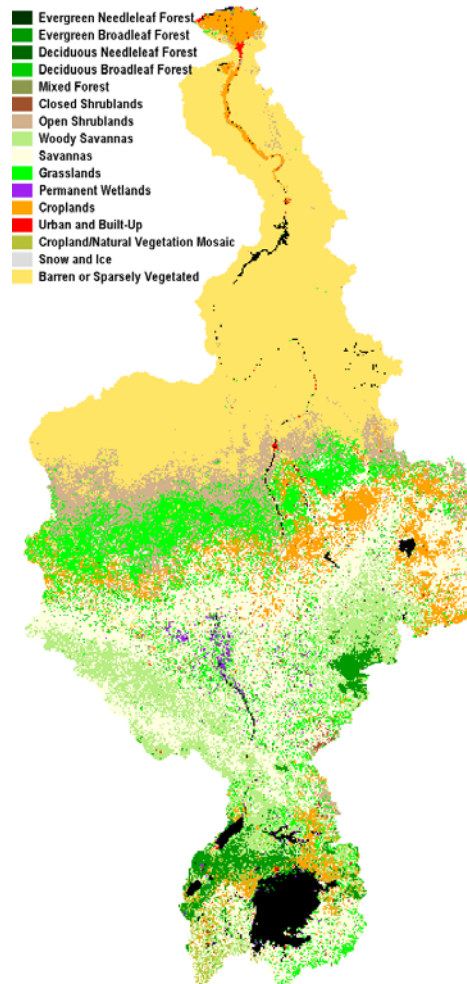 Evergreen Needleleaf Forest
Evergreen Broadleaf Forest
Deciduous Needleleaf Forest
Deciduous Broadleaf Forest
Mixed Forest
Closed Shrublands
Open Shrublands
Woody Savannas
Savannas
Grasslands
Permanent Wetlands
Croplands
Urban and Built-Up
Cropland/Natural Vegetation Mosaic
Snow and Ice
Barren or Sparsely Vegetated